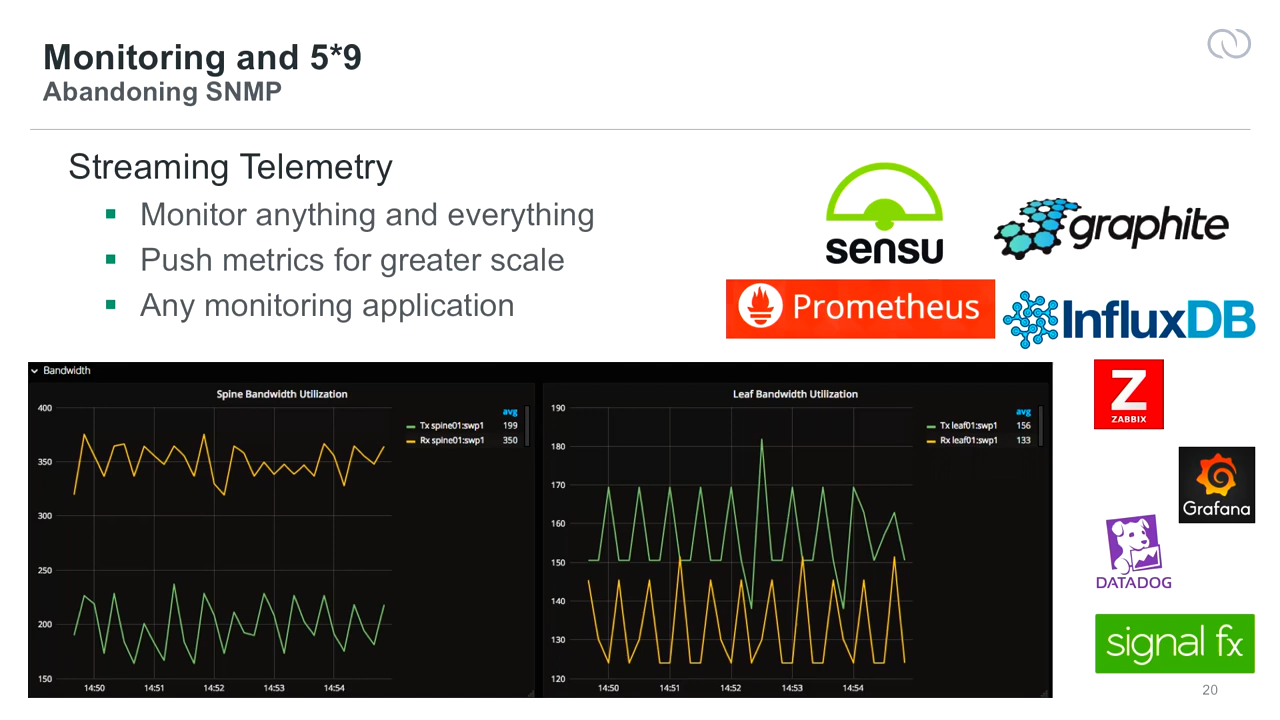 Monitoring and 5*9
Abandoning SNMP
Streaming Telemetry
Monitor anything and everything
Push metrics for greater scale
Any monitoring application
sensu
graphite
Prometheus
InfluxDB
Z
ZABBIX
Grafana
DATADOG
signal fx
Bandwidth
Spine Bandwidth Utilization
400
350
300
250
200
150
14:50 14:51 14:52 14:53 14:54
avg
Tx spine01:swp1 199
Rx spine01:swp1 350
Leaf Bandwidth Utilization
190
180
170
160
150
140
130
120
14:50 14:51 14:52 14:53 14:54
avg
Tx leaf01:swp1 156
Rx leaf01:swp1 133
20